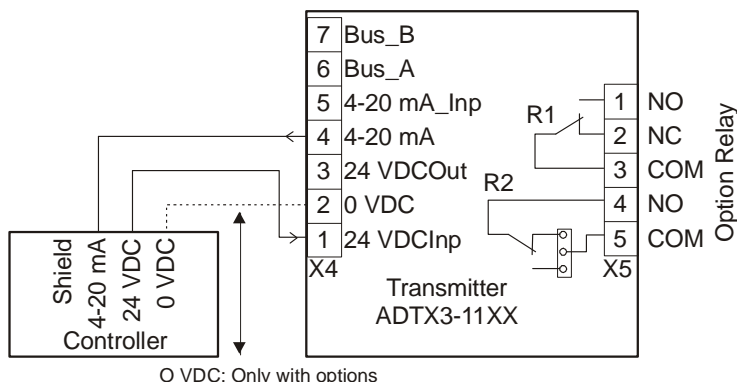 7 Bus_B
6 Bus_A
5 4-20 mA_Inp
4 4-20 mA
3 24 VDCOut
2 0 VDC
1 24 VDCInp
X4
R1
R2
1 NO
2 NC
3 COM
4 NO
5 COM
X5
Option Relay
Transmitter
ADTX3-11XX
Shield
4-20 mA
24 VDC
0 VDC
Controller
O VDC: Only with options